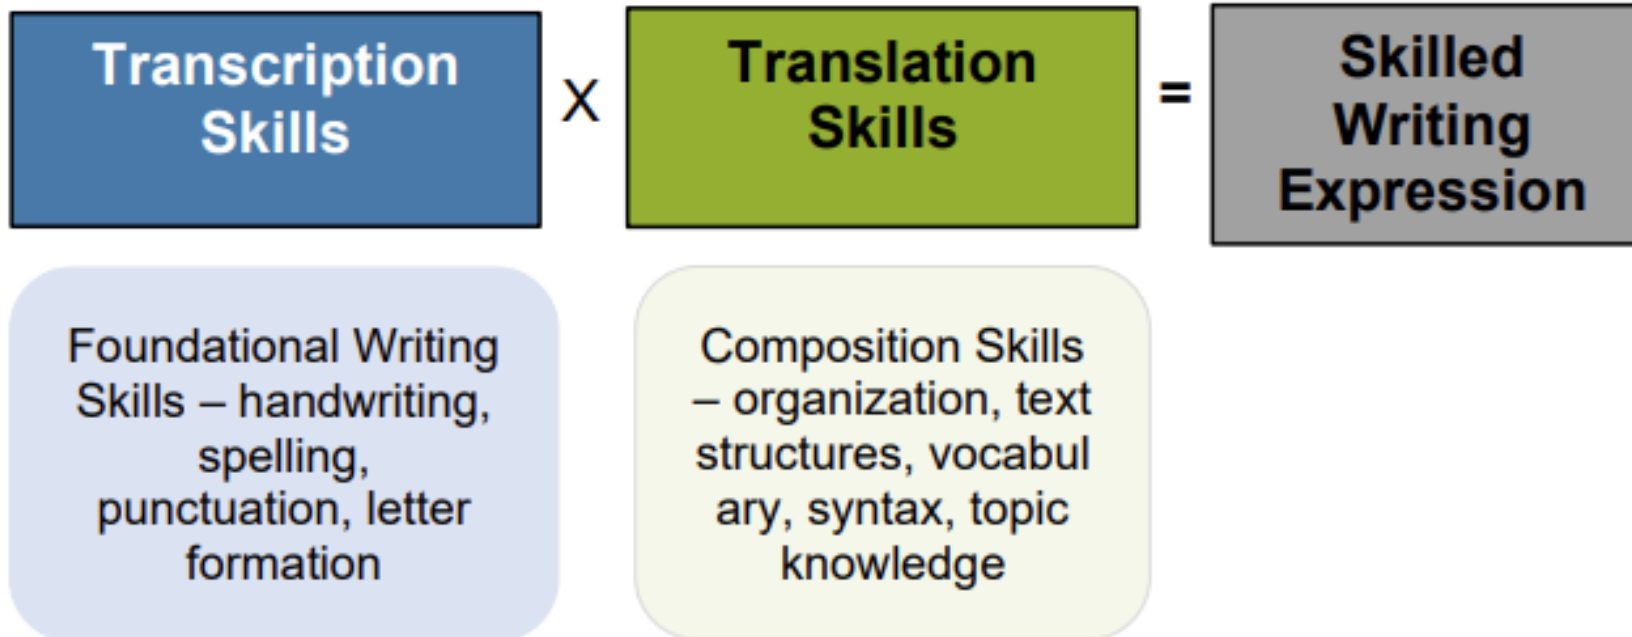 Transcription
Skills
X
Translation
Skills
=
Skilled
Writing
Expression
Foundational Writing
Skills – handwriting,
spelling,
punctuation, letter
formation
Composition Skills
– organization, text
structures, vocabul
ary, syntax, topic
knowledge